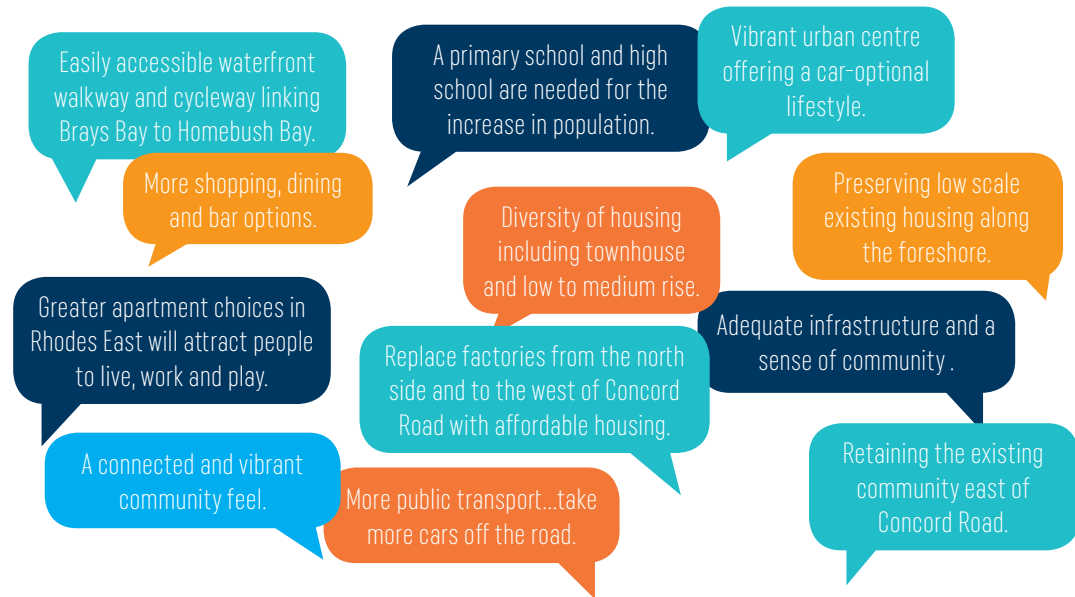 Easily accessible waterfront
walkway and cycleway linking
Brays Bay to Homebush Bay.
A primary school and high
school are needed for the
increase in population.
Vibrant urban centre
offering a car-optional
lifestyle.
More shopping, dining
and bar options.
Diversity of housing
including townhouse
and low to medium rise.
Preserving low scale
existing housing along
the foreshore.
Greater apartment choices in
Rhodes East will attract people
to live, work and play.
Replace factories from the north
side and to the west of Concord
Road with affordable housing.
Adequate infrastructure and a
sense of community .
A connected and vibrant
community feel.
More public transport...take
more cars off the road.
Retaining the existing
community east of
Concord Road.